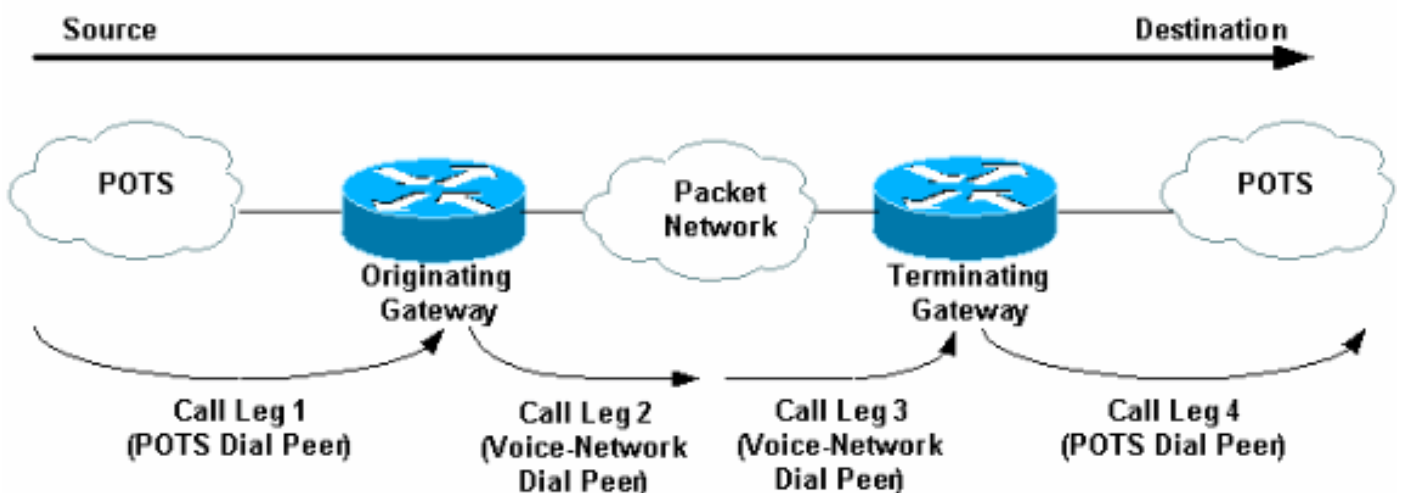 Source
Destination
POTS
Packet
Network
POTS
Originating
Gateway
Terminating
Gateway
Call Leg 1
(POTS Dial Peer)
Call Leg 2
(Voice-Network
Dial Peer)
Call Leg 3
(Voice-Network
Dial Peer)
Call Leg 4
(POTS Dial Peer)